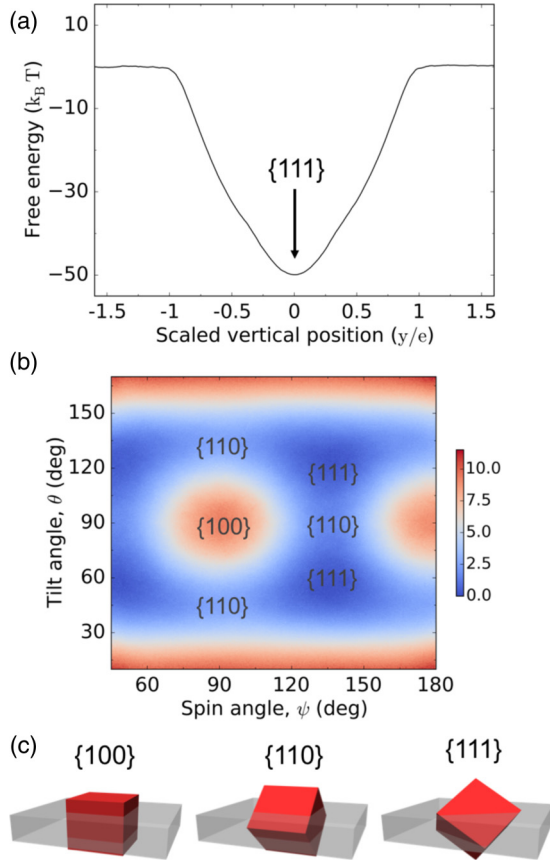 (a)
Free energy (k_B T)
−10
−30
−50
{111}
-1.5 -1 -0.5 0 0.5 1 1.5
Scaled vertical position (y/e)
(b)
Tilt angle, θ (deg)
150
120
90
60
30
{110}
{111}
{100} {110}
{111}
{110}
10.0
7.5
5.0
2.5
0.0
60 90 120 150 180
Spin angle, ψ (deg)
(c)
{100} {110} {111}